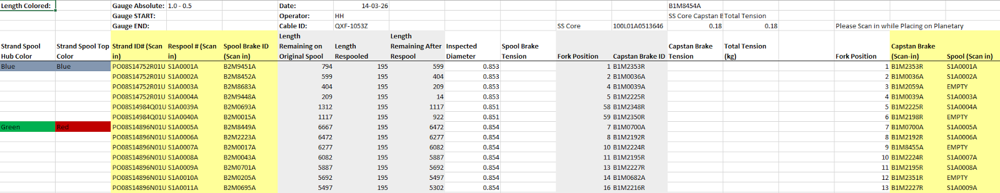 Length Colored: Gauge Absolute: 1.0 - 0.5 Date: 14-03-26 B1M8454A
Gauge START: Operator: HH SS Core Capstan E Total Tension
Gauge END: Cable ID: QXF-1053Z SS Core 100L01A0513646 0.18 0.18 Please Scan in while Placing on Planetary
Strand Spool Hub Color Strand Spool Top Color Strand ID# (Scan in) Respool # (Scan in) Spool Brake ID (Scan in) Length Remaining on Original Spool Length Respooled Length Remaining After Respool Inspected Diameter Spool Brake Tension Fork Position Capstan Brake ID Capstan Brake Tension Total Tension (kg) Fork Position Capstan Brake (Scan-in) Spool (Scan in)
Blue Blue PO08S14752R01U S1A0001A B2M9451A 794 195 599 0.853 1 B1M2353R 1 B1M2353R S1A0001A
PO08S14752R01U S1A0002A B2M8452A 599 195 404 0.853 2 B1M0036A 2 B1M0036A S1A0002A
PO08S14752R01U S1A0003A B2M8683A 404 195 209 0.853 4 B1M0039A 3 B1M2059A EMPTY
PO08S14752R01U S1A0004A B2M9448A 209 195 14 0.853 5 B1M2225R 4 B1M0039A S1A0003A
PO08S14984Q01U S1A0039A B2M0693A 1312 195 1117 0.851 58 B1M2348R 5 B1M2225R S1A0004A
PO08S14984Q01U S1A0040A B2M0015A 1117 195 922 0.851 59 B1M2350R 6 B1M2198R EMPTY
Green Red PO08S14896N01U S1A0005A B2M8449A 6667 195 6472 0.854 7 B1M0700A 7 B1M0700A S1A0005A
PO08S14896N01U S1A0006A B2M2223A 6472 195 6277 0.854 8 B1M2192R 8 B1M2192R S1A0006A
PO08S14896N01U S1A0007A B2M0017A 6277 195 6082 0.854 10 B1M2224R 9 B1M8455A EMPTY
PO08S14896N01U S1A0008A B2M0043A 6082 195 5887 0.854 11 B1M2195R 10 B1M2224R S1A0007A
PO08S14896N01U S1A0009A B2M0701A 5887 195 5692 0.854 13 B1M2227R 11 B1M2195R S1A0008A
PO08S14896N01U S1A0010A B2M0205A 5692 195 5497 0.854 14 B1M0682A 12 B1M2351R EMPTY
PO08S14896N01U S1A0011A B2M0695A 5497 195 5302 0.854 16 B1M2216R 13 B1M2227R S1A0009A